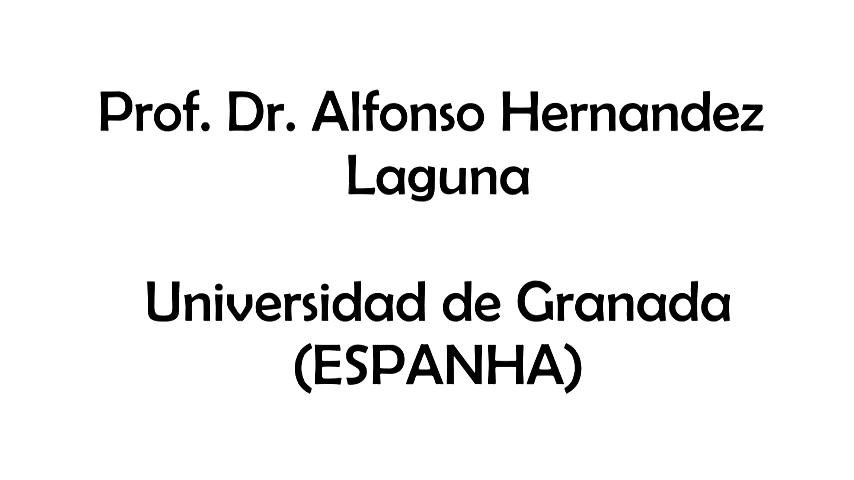 Prof. Dr. Alfonso Hernandez
Laguna
Universidad de Granada
(ESPANHA)